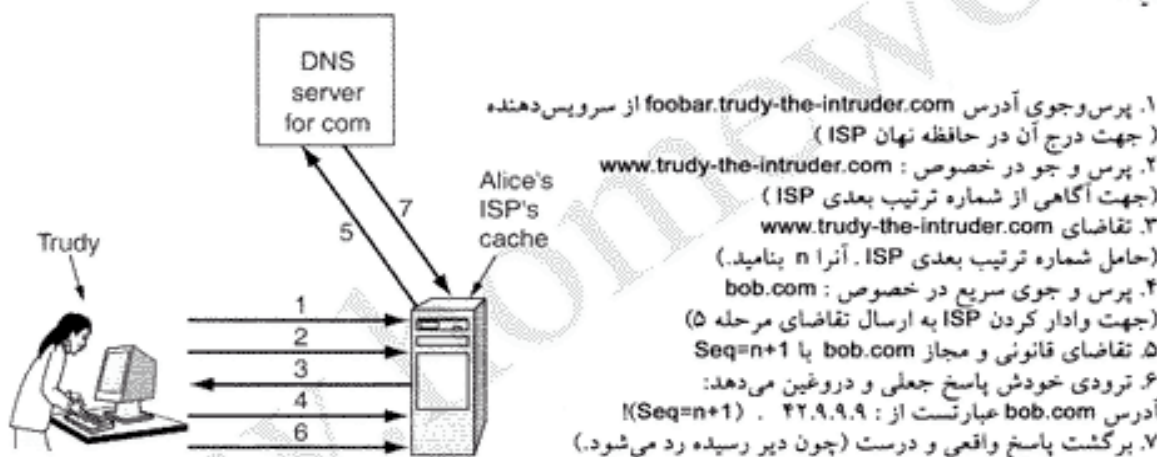 DNS
server
for com
Alice's
ISP's
cache
Trudy
5
7
1
2
3
4
6
۱. پرس‌وجوی آدرس foobar.trudy-the-intruder.com از سرویس‌دهنده
( جهت درج آن در حافظه نهان ISP )
۲. پرس و جو در خصوص : www.trudy-the-intruder.com
(جهت آگاهی از شماره ترتیب بعدی ISP )
۳. تقاضای www.trudy-the-intruder.com
(حامل شماره ترتیب بعدی ISP . آنرا n بنامید.)
۴. پرس و جوی سریع در خصوص : bob.com
(جهت وادار کردن ISP به ارسال تقاضای مرحله ۵)
۵. تقاضای قانونی و مجاز bob.com با Seq=n+1
۶. ترودی خودش پاسخ جعلی و دروغین می‌دهد:
آدرس bob.com عبارتست از : ۴۲.۹.۹.۹ . (Seq=n+1)!
۷. برگشت پاسخ واقعی و درست (چون دیر رسیده رد می‌شود.)